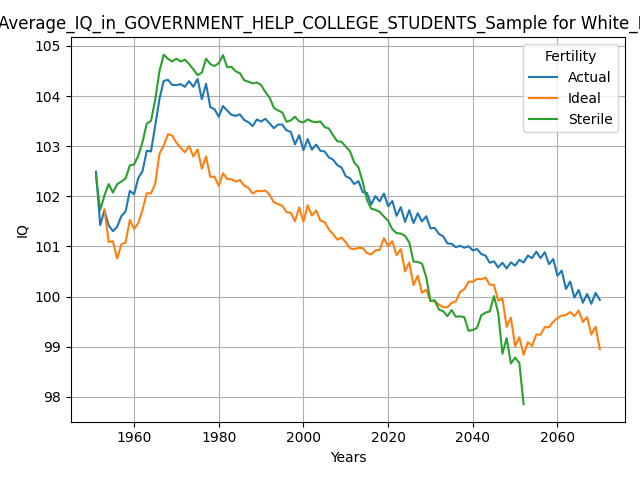 Average_IQ_in_GOVERNMENT_HELP_COLLEGE_STUDENTS_Sample for White_
Fertility
Actual
Ideal
Sterile
105
104
103
102
101
100
99
98
IQ
1960 1980 2000 2020 2040 2060
Years